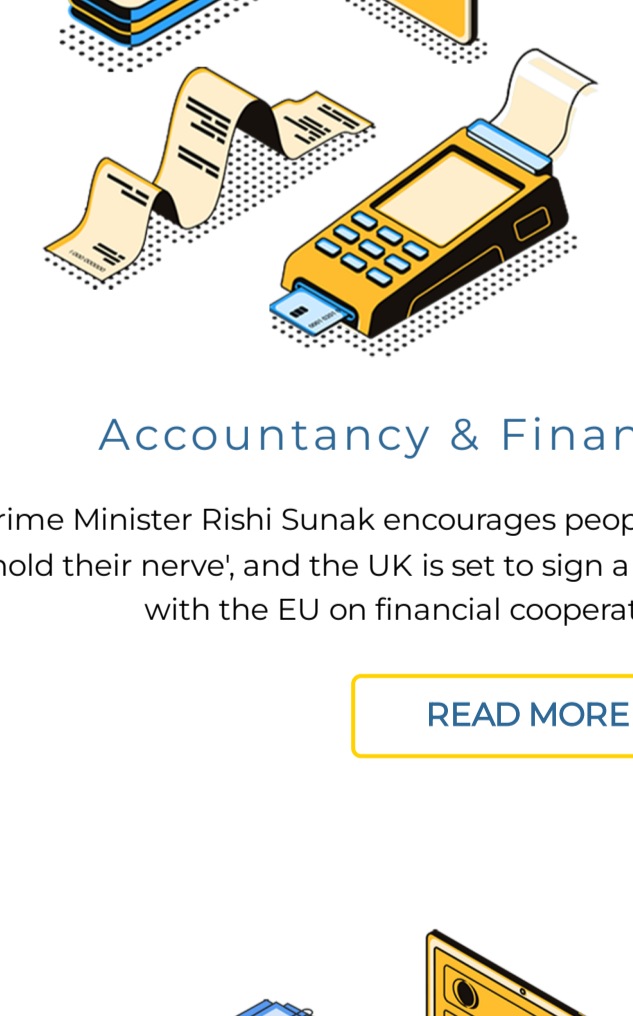 Accountancy & Finan
rime Minister Rishi Sunak encourages peop
hold their nerve', and the UK is set to sign a
with the EU on financial cooperat
READ MORE